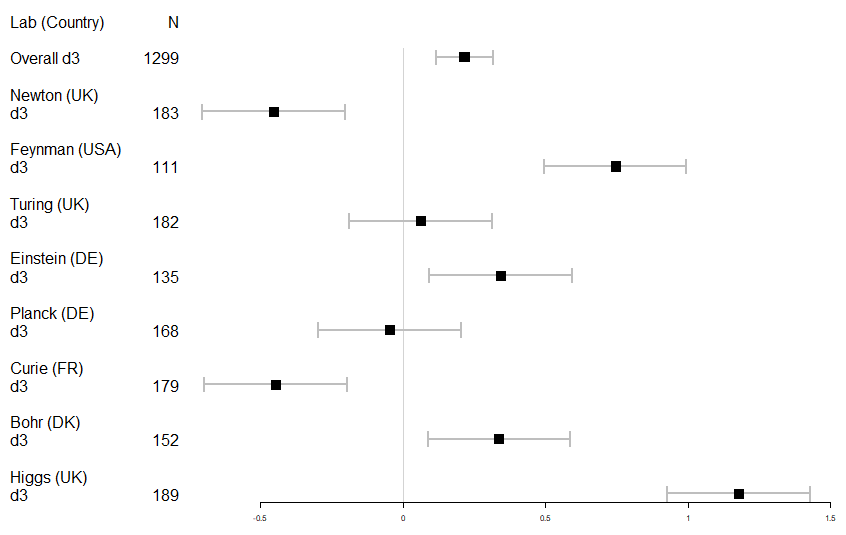 Lab (Country) N
Overall d3 1299
Newton (UK)
d3 183
Feynman (USA)
d3 111
Turing (UK)
d3 182
Einstein (DE)
d3 135
Planck (DE)
d3 168
Curie (FR)
d3 179
Bohr (DK)
d3 152
Higgs (UK)
d3 189
-0.5 0 0.5 1 1.5